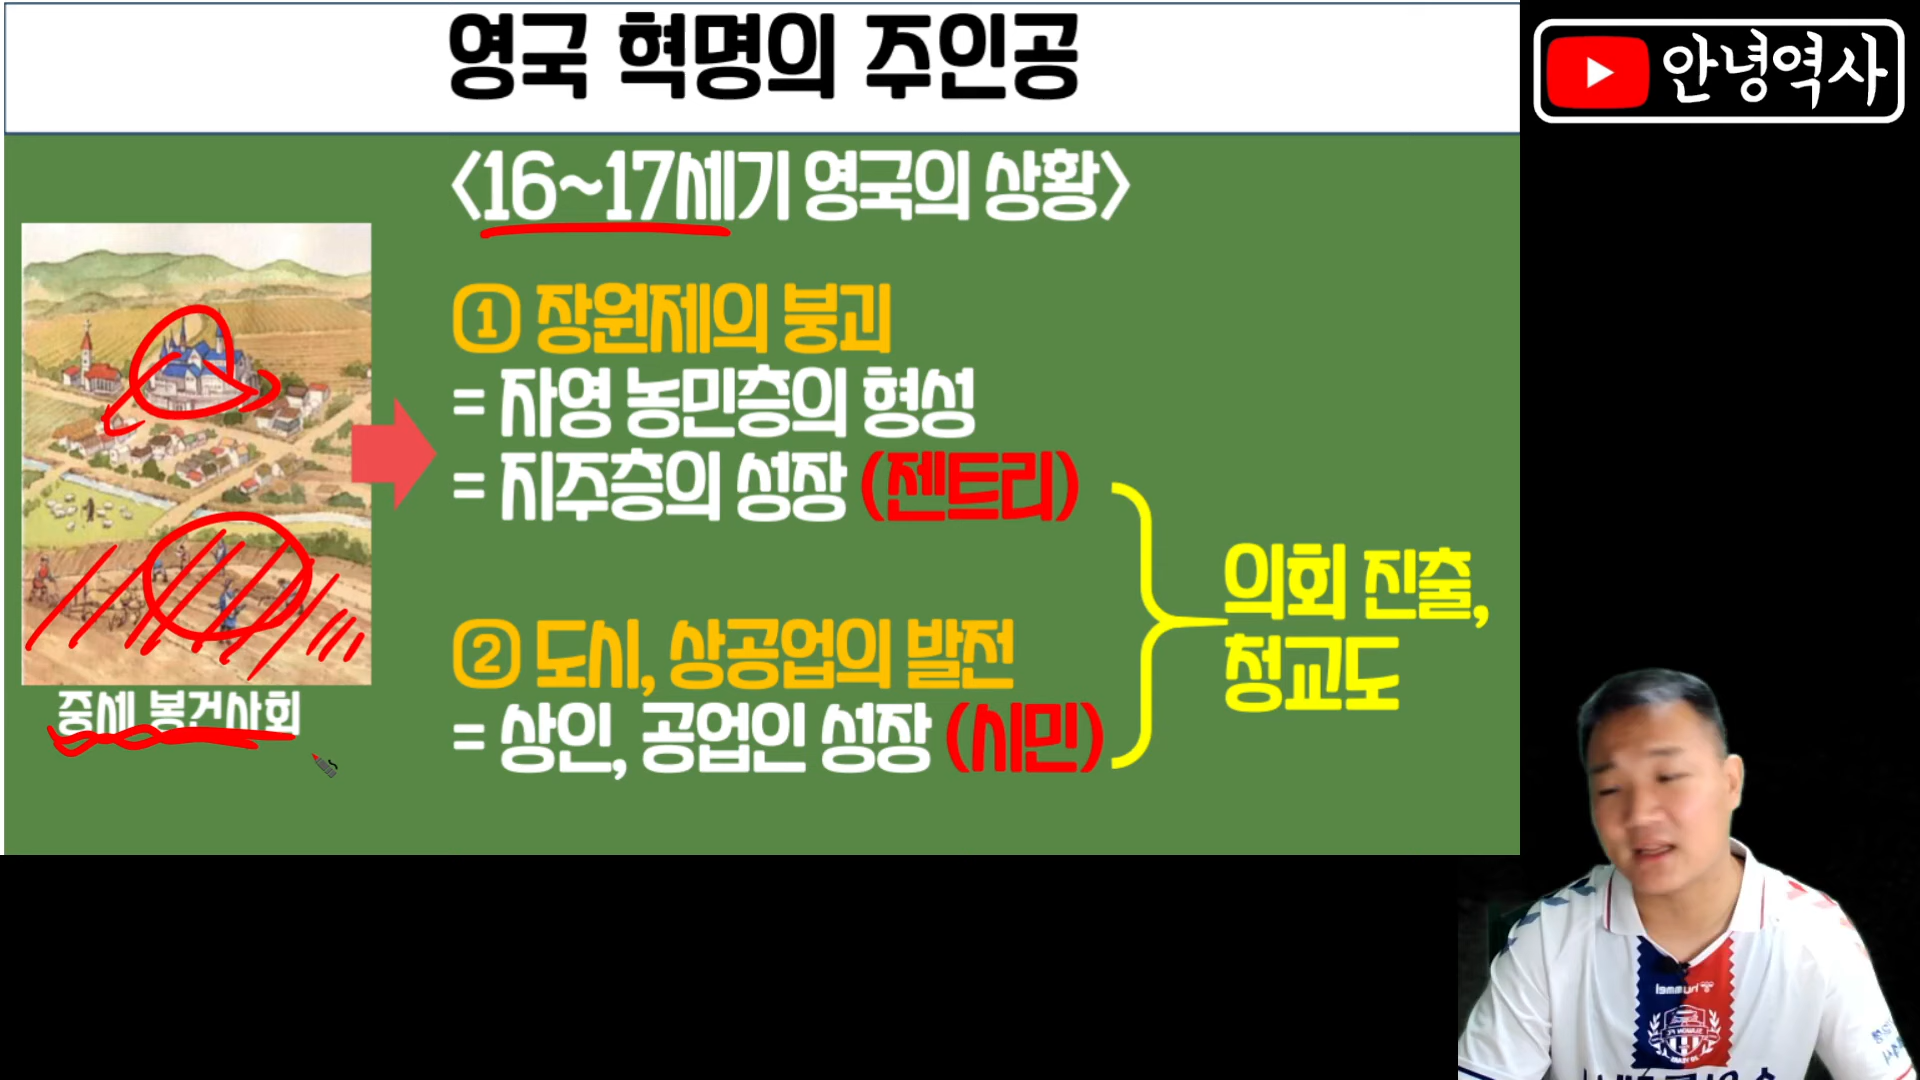 영국 혁명의 주인공
안녕역사
<16~17세기 영국의 상황>
① 장원제의 붕괴
= 자영 농민층의 형성
= 지주층의 성장 (젠트리)
② 도시, 상공업의 발전
= 상인, 공업인 성장 (시민)
의회 진출,
청교도
중세 봉건사회
hummel